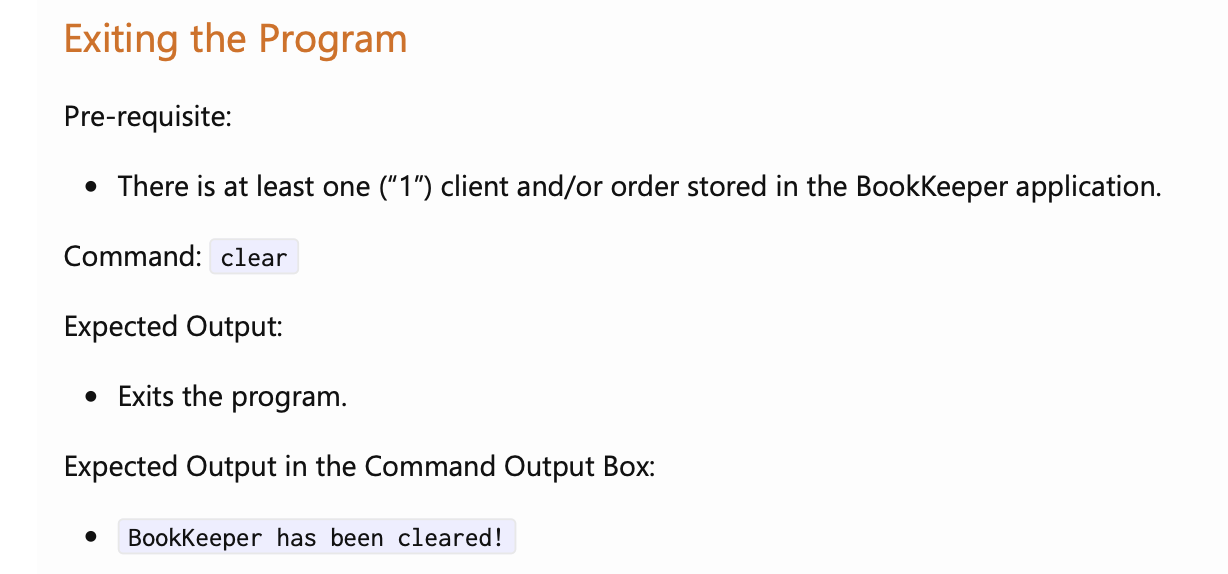 Exiting the Program
Pre-requisite:
• There is at least one (“1”) client and/or order stored in the BookKeeper application.
Command: clear
Expected Output:
• Exits the program.
Expected Output in the Command Output Box:
• BookKeeper has been cleared!